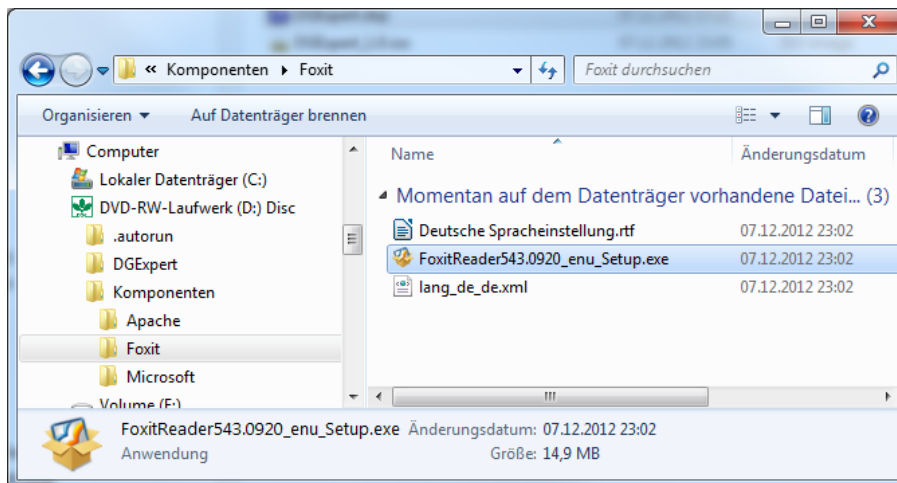 « Komponenten ▸ Foxit
Foxit durchsuchen
Organisieren
Auf Datenträger brennen
Computer
Lokaler Datenträger (C:)
DVD-RW-Laufwerk (D:) Disc
.autorun
DGExpert
Komponenten
Apache
Foxit
Microsoft
Volume (E:)
Name Änderungsdatum
Momentan auf dem Datenträger vorhandene Datei... (3)
Deutsche Spracheinstellung.rtf 07.12.2012 23:02
FoxitReader543.0920_enu_Setup.exe 07.12.2012 23:02
lang_de_de.xml 07.12.2012 23:02
FoxitReader543.0920_enu_Setup.exe Änderungsdatum: 07.12.2012 23:02
Anwendung Größe: 14,9 MB